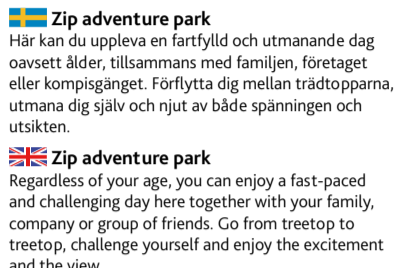 Zip adventure park
Här kan du uppleva en fartfylld och utmanande dag
oavsett ålder, tillsammans med familjen, företaget
eller kompisgänget. Förflytta dig mellan trädtopparna,
utmana dig själv och njut av både spänningen och
utsikten.
Zip adventure park
Regardless of your age, you can enjoy a fast-paced
and challenging day here together with your family,
company or group of friends. Go from treetop to
treetop, challenge yourself and enjoy the excitement
and the view